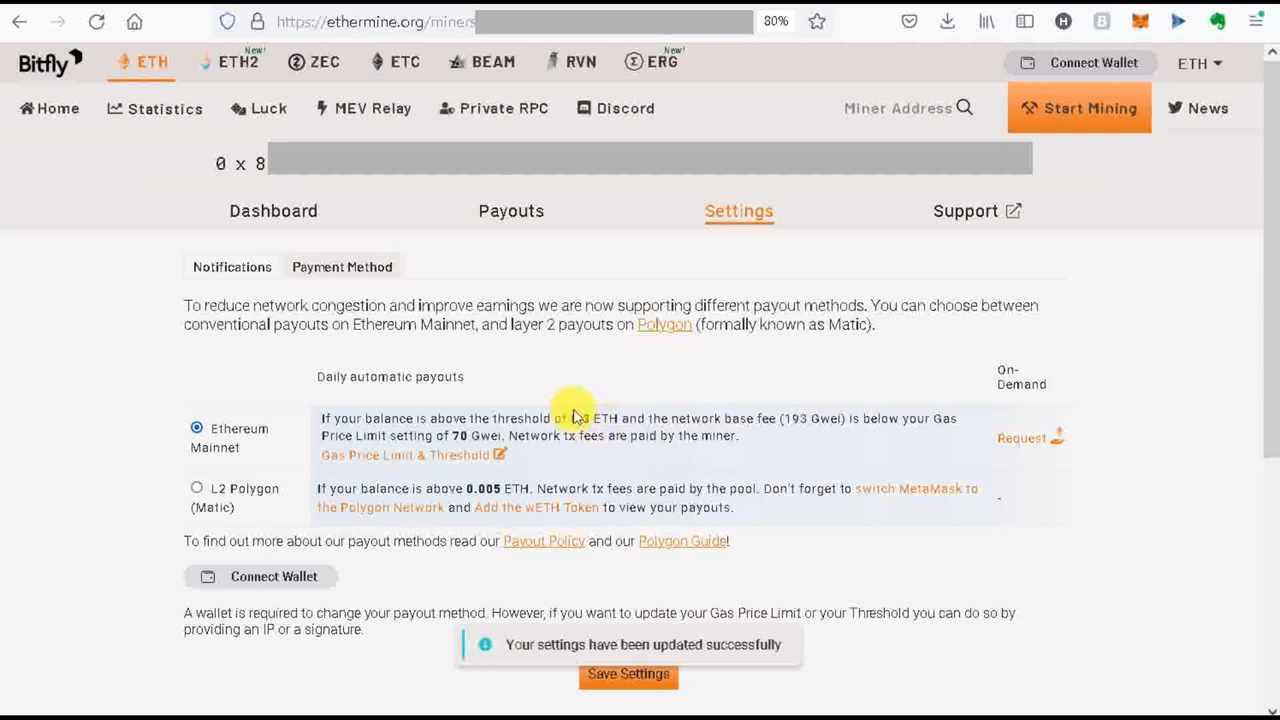 https://ethermine.org/miners
80%
Bitfly
ETH
ETH2
New!
ZEC
ETC
BEAM
RVN
ERG
New!
Connect Wallet
ETH
Home
Statistics
Luck
MEV Relay
Private RPC
Discord
Miner Address
Start Mining
News
0 x 8
Dashboard
Payouts
Settings
Support
Notifications
Payment Method
To reduce network congestion and improve earnings we are now supporting different payout methods. You can choose between
conventional payouts on Ethereum Mainnet, and layer 2 payouts on Polygon (formally known as Matic).
Daily automatic payouts
On-
Demand
Ethereum
Mainnet
If your balance is above the threshold of ETH and the network base fee (193 Gwei) is below your Gas
Price Limit setting of 70 Gwei. Network tx fees are paid by the miner.
Gas Price Limit & Threshold
Request
L2 Polygon
(Matic)
If your balance is above 0.005 ETH. Network tx fees are paid by the pool. Don't forget to switch MetaMask to
the Polygon Network and Add the wETH Token to view your payouts.
-
To find out more about our payout methods read our Payout Policy and our Polygon Guide!
Connect Wallet
A wallet is required to change your payout method. However, if you want to update your Gas Price Limit or your Threshold you can do so by
providing an IP or a signature.
Your settings have been updated successfully
Save Settings